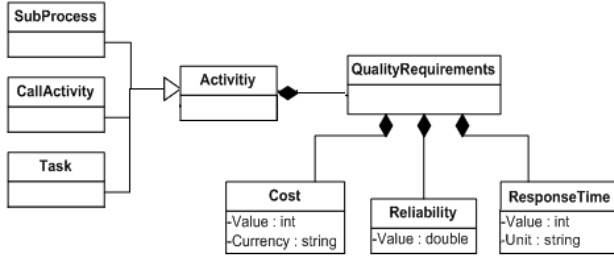 SubProcess
CallActivity
Task
Activitiy
QualityRequirements
Cost
-Value : int
-Currency : string
Reliability
-Value : double
ResponseTime
-Value : int
-Unit : string